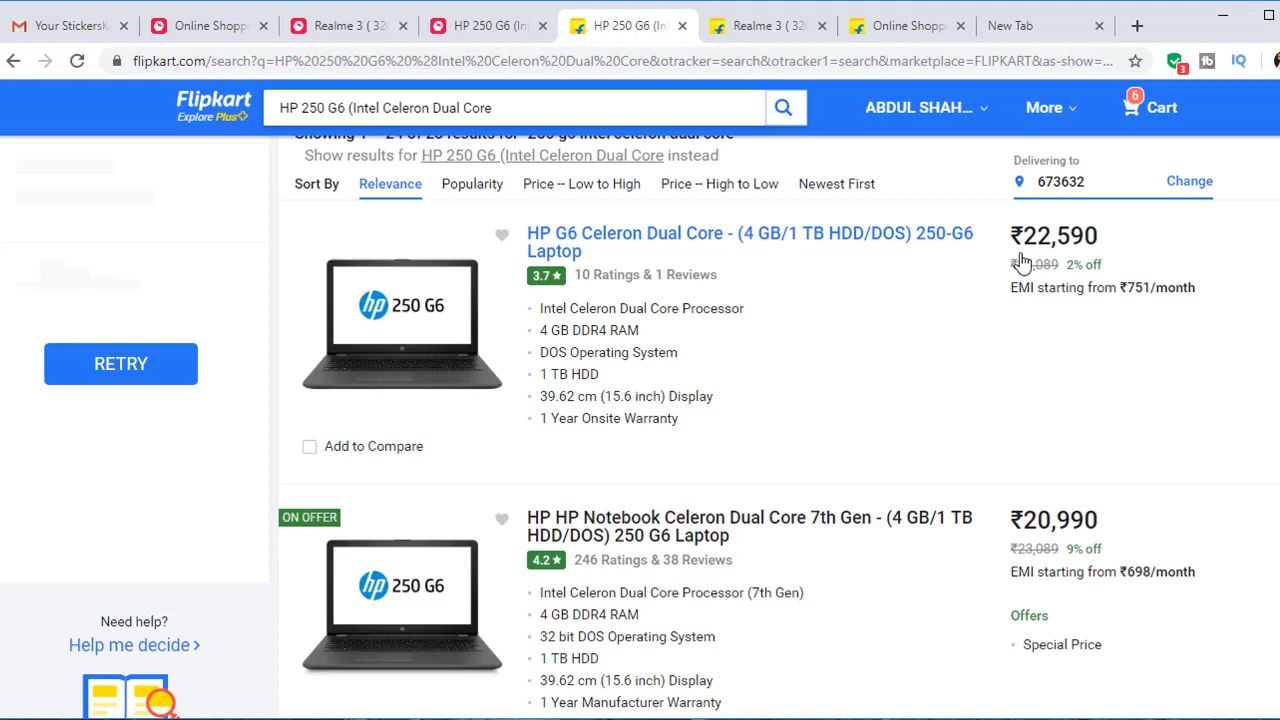 Your StickersK
Online Shopp
Realme 3 ( 320
HP 250 G6 (Int
HP 250 G6 (In
Realme 3 ( 320
Online Shopp
New Tab
flipkart.com/search?q=HP%20250%20G6%20%28Intel%20Celeron%20Dual%20Core&otracker=search&otracker1=search&marketplace=FLIPKART&as-show=...
3
Flipkart
Explore Plus
HP 250 G6 (Intel Celeron Dual Core
ABDUL SHAH...
More
6
Cart
Show results for HP 250 G6 (Intel Celeron Dual Core instead
Delivering to
673632
Change
Sort By
Relevance
Popularity
Price -- Low to High
Price -- High to Low
Newest First
HP G6 Celeron Dual Core - (4 GB/1 TB HDD/DOS) 250-G6
Laptop
3.7 ★
10 Ratings & 1 Reviews
Intel Celeron Dual Core Processor
4 GB DDR4 RAM
DOS Operating System
1 TB HDD
39.62 cm (15.6 inch) Display
1 Year Onsite Warranty
₹22,590
2% off
EMI starting from ₹751/month
hp 250 G6
Add to Compare
RETRY
ON OFFER
HP HP Notebook Celeron Dual Core 7th Gen - (4 GB/1 TB
HDD/DOS) 250 G6 Laptop
4.2 ★
246 Ratings & 38 Reviews
Intel Celeron Dual Core Processor (7th Gen)
4 GB DDR4 RAM
32 bit DOS Operating System
1 TB HDD
39.62 cm (15.6 inch) Display
1 Year Manufacturer Warranty
₹20,990
₹23,089 9% off
EMI starting from ₹698/month
Offers
Special Price
hp 250 G6
Need help?
Help me decide >